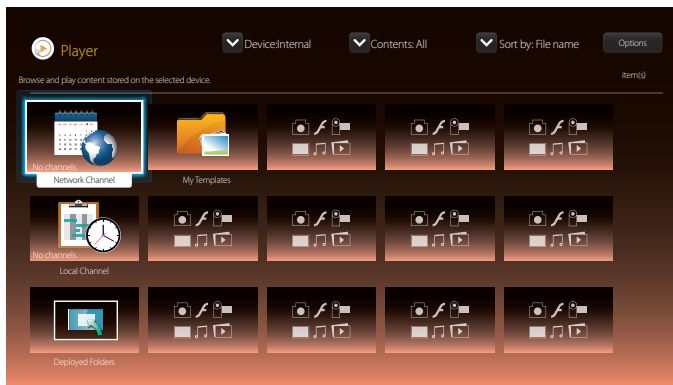 Player
Device:Internal
Contents: All
Sort by: File name
Options
Browse and play content stored on the selected device.
item(s)
No channels
Network Channel
My Templates
No channels
Local Channel
Deployed Folders